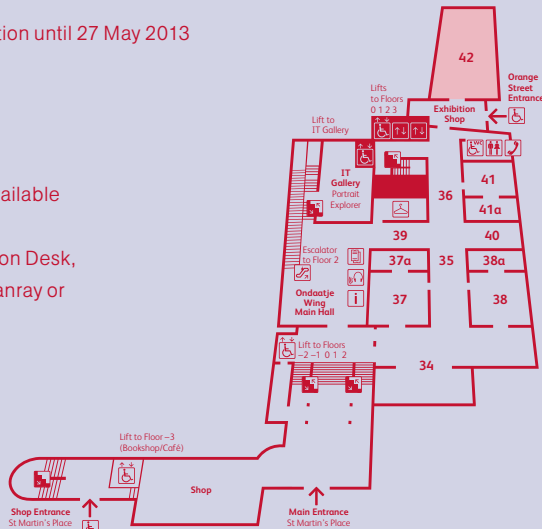 tion until 27 May 2013
ailable
on Desk,
anray or
42
Orange
Street
Entrance
Exhibition
Shop
Lifts
to Floors
0 1 2 3
Lift to
IT Gallery
WC
IT
Gallery
Portrait
Explorer
36
41
41a
39
40
Escalator
to Floor 2
37a
35
38a
Ondaatje
Wing
Main Hall
i
37
38
Lift to Floors
–2 –1 0 1 2
34
Lift to Floor –3
(Bookshop/Café)
Shop
Shop Entrance
St Martin's Place
Main Entrance
St Martin's Place